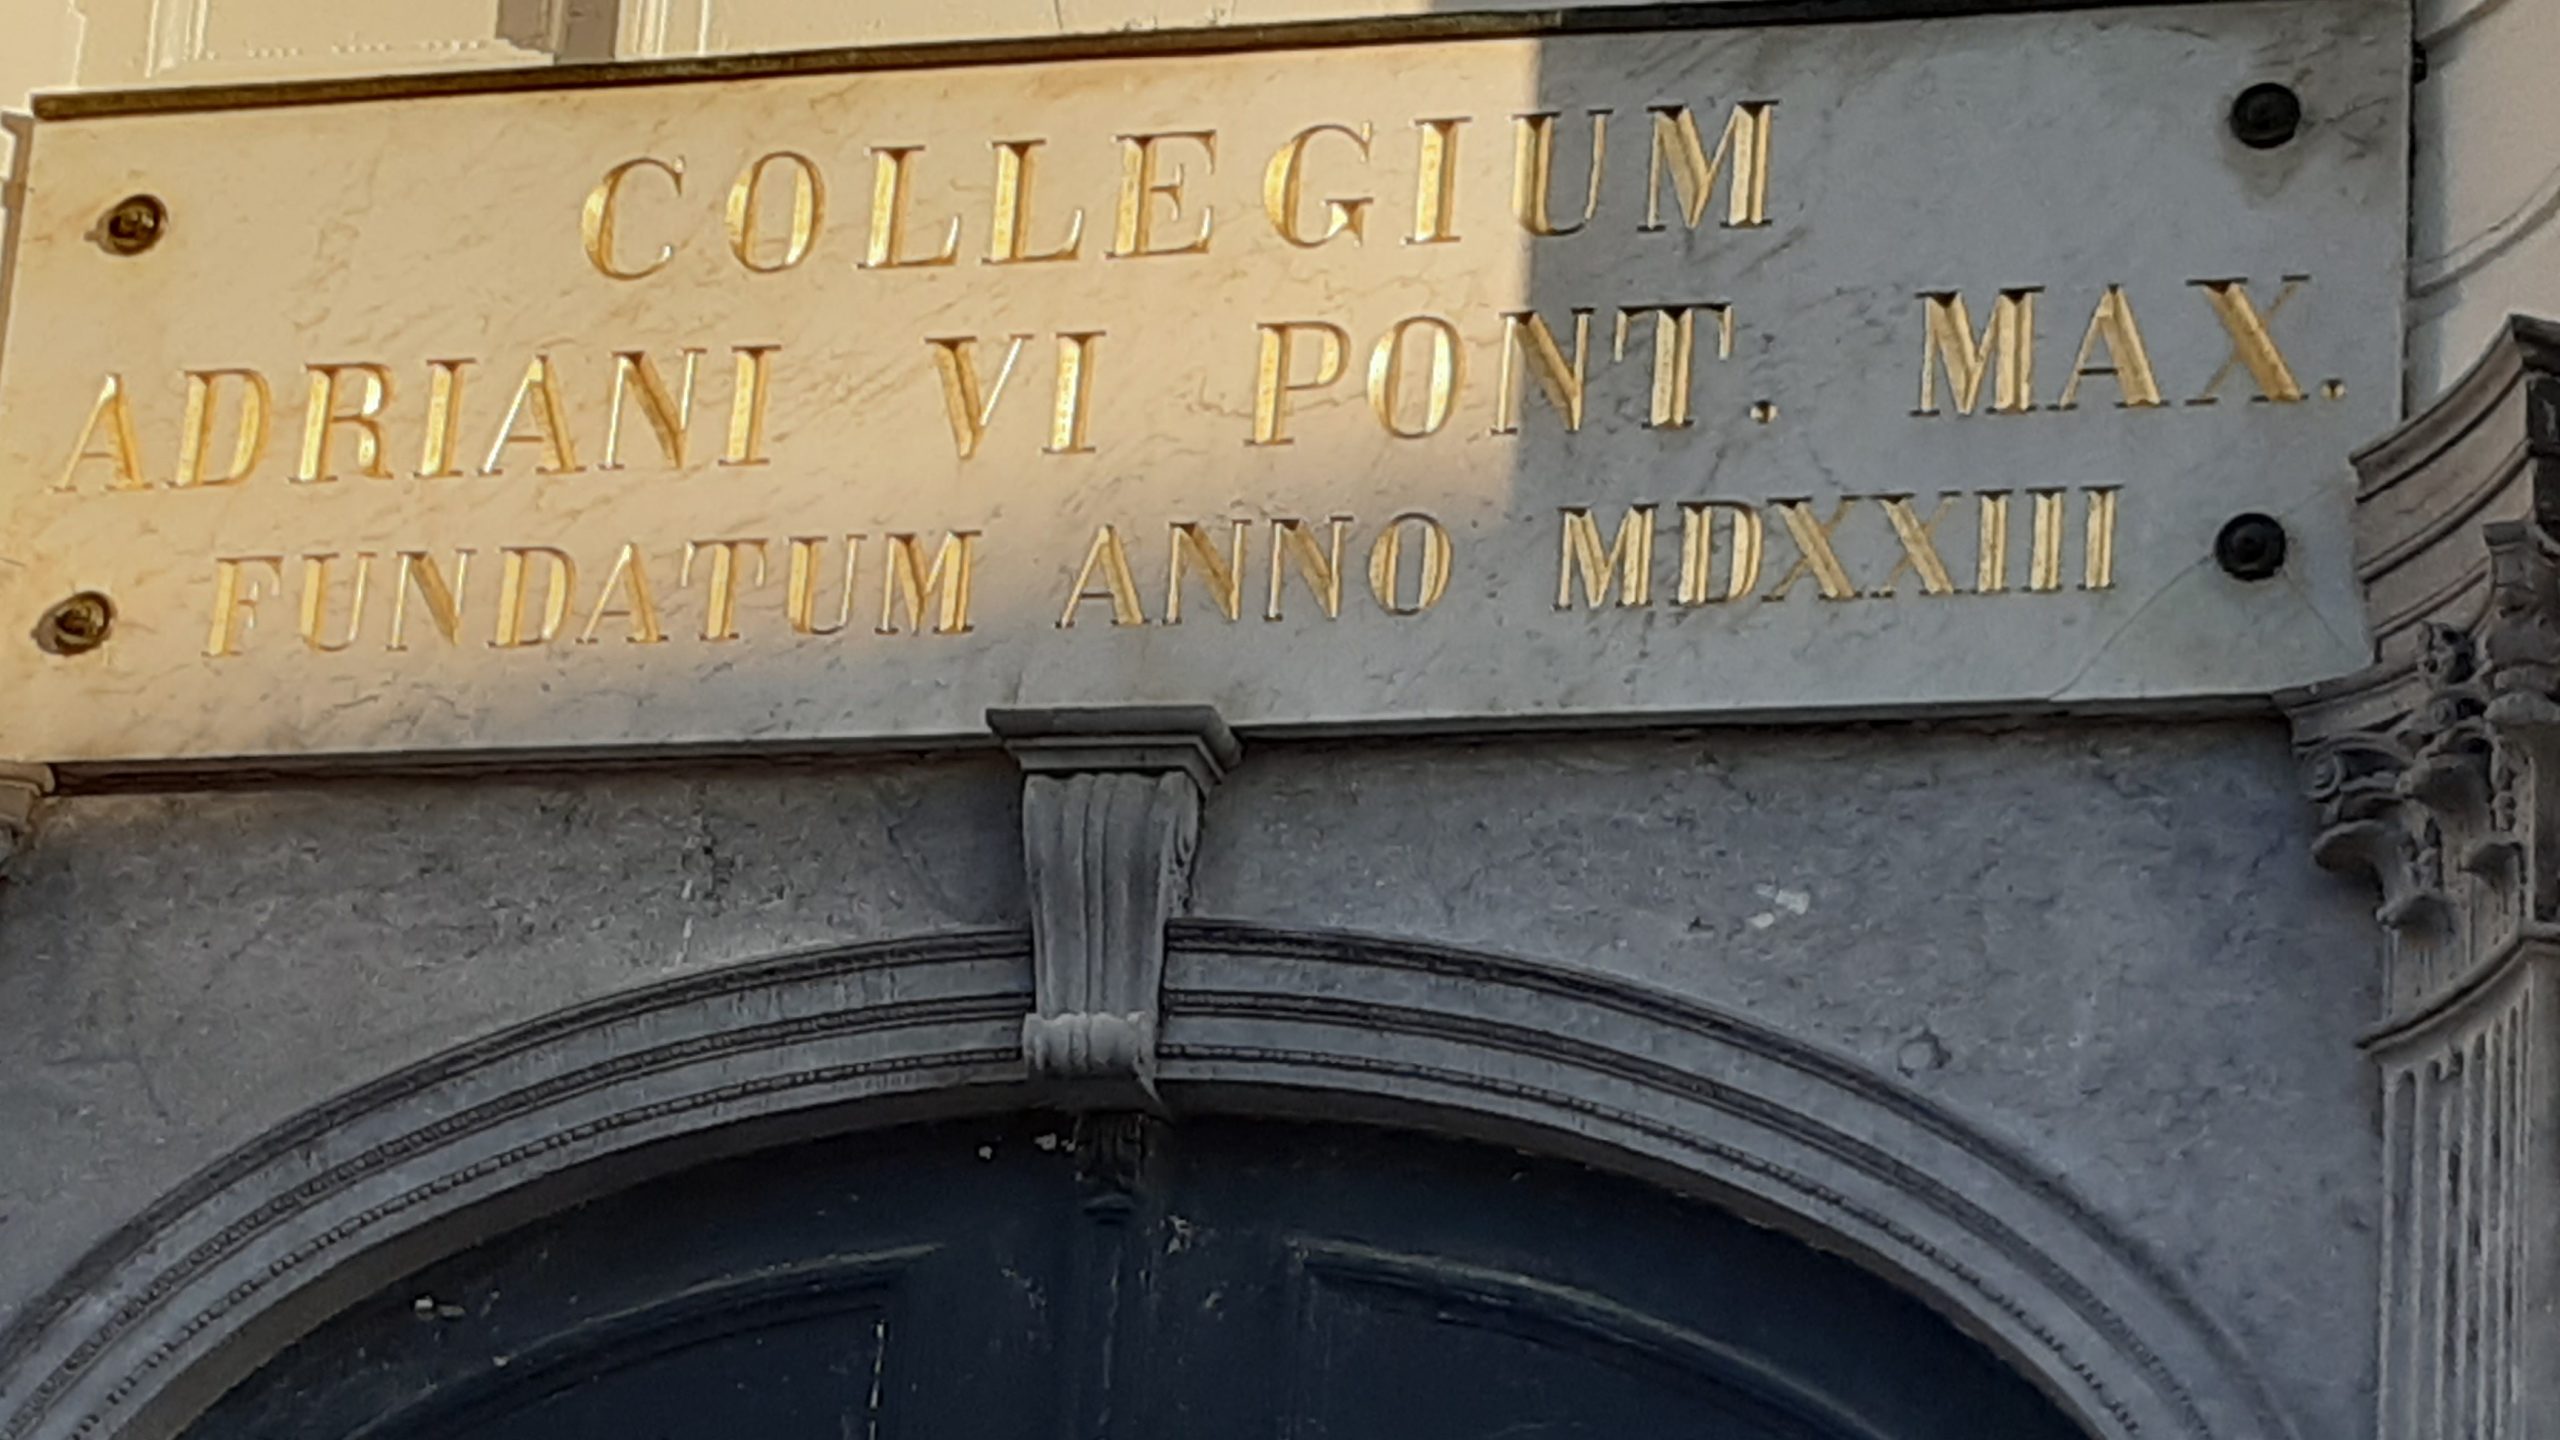 COLLEGIUM
ADRIANI VI PONT. MAX.
FUNDATUM ANNO MDXXIII